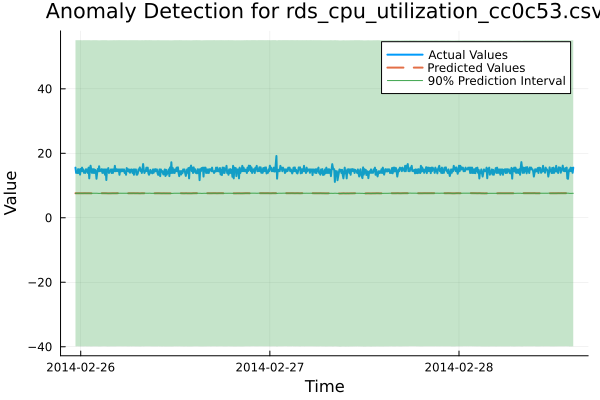 Anomaly Detection for rds_cpu_utilization_cc0c53.csv
Actual Values
Predicted Values
90% Prediction Interval
Value
40
20
0
−20
−40
2014-02-26
2014-02-27
2014-02-28
Time